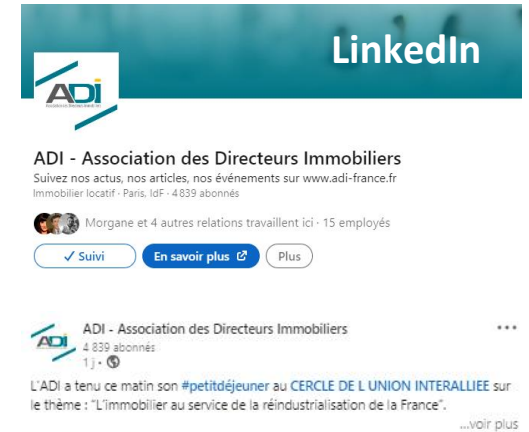 LinkedIn
ADI
ADI - Association des Directeurs Immobiliers
Suivez nos actus, nos articles, nos événements sur www.adi-france.fr
Immobilier locatif · Paris, IdF · 4 839 abonnés
Morgane et 4 autres relations travaillent ici · 15 employés
✓ Suivi
En savoir plus
Plus
ADI
ADI - Association des Directeurs Immobiliers
4 839 abonnés
1 j •
L'ADI a tenu ce matin son #petitdéjeuner au CERCLE DE L UNION INTERALLIEE sur
le thème : "L'immobilier au service de la réindustrialisation de la France".
...voir plus